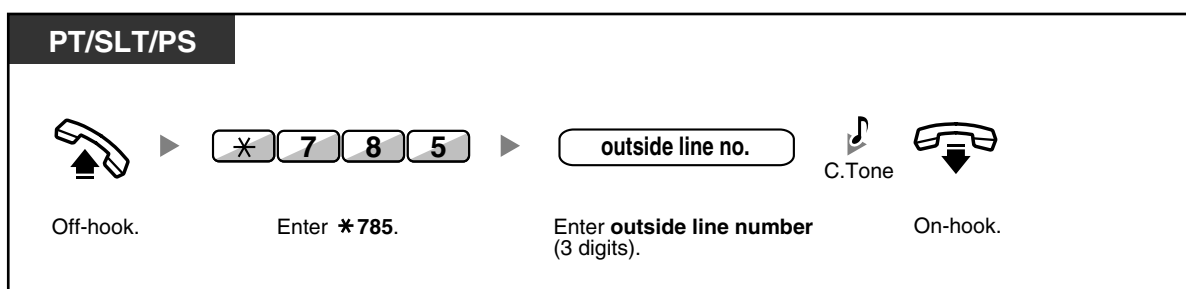 PT/SLT/PS
* 7 8 5
outside line no.
C.Tone
Off-hook.
Enter *785.
Enter outside line number
(3 digits).
On-hook.